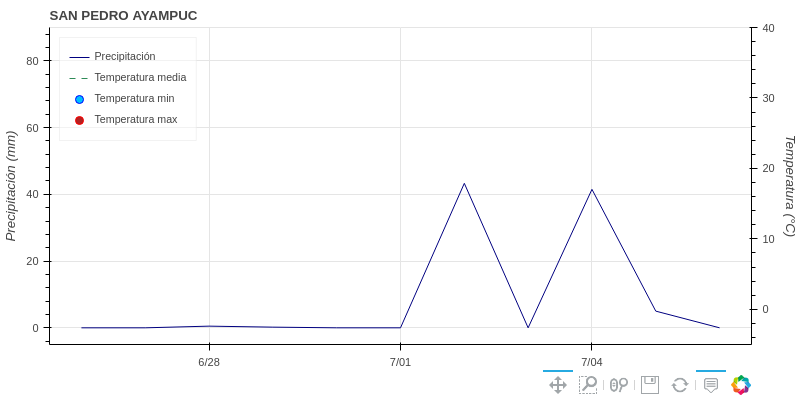 SAN PEDRO AYAMPUC
Precipitación
Temperatura media
Temperatura min
Temperatura max
Precipitación (mm)
80
60
40
20
0
Temperatura (°C)
40
30
20
10
0
6/28
7/01
7/04